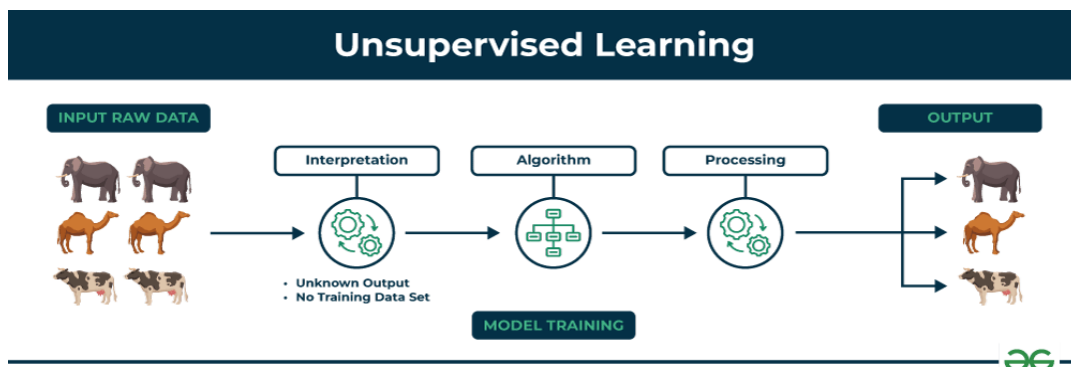 Unsupervised Learning
INPUT RAW DATA
OUTPUT
Interpretation
Algorithm
Processing
• Unknown Output
• No Training Data Set
MODEL TRAINING